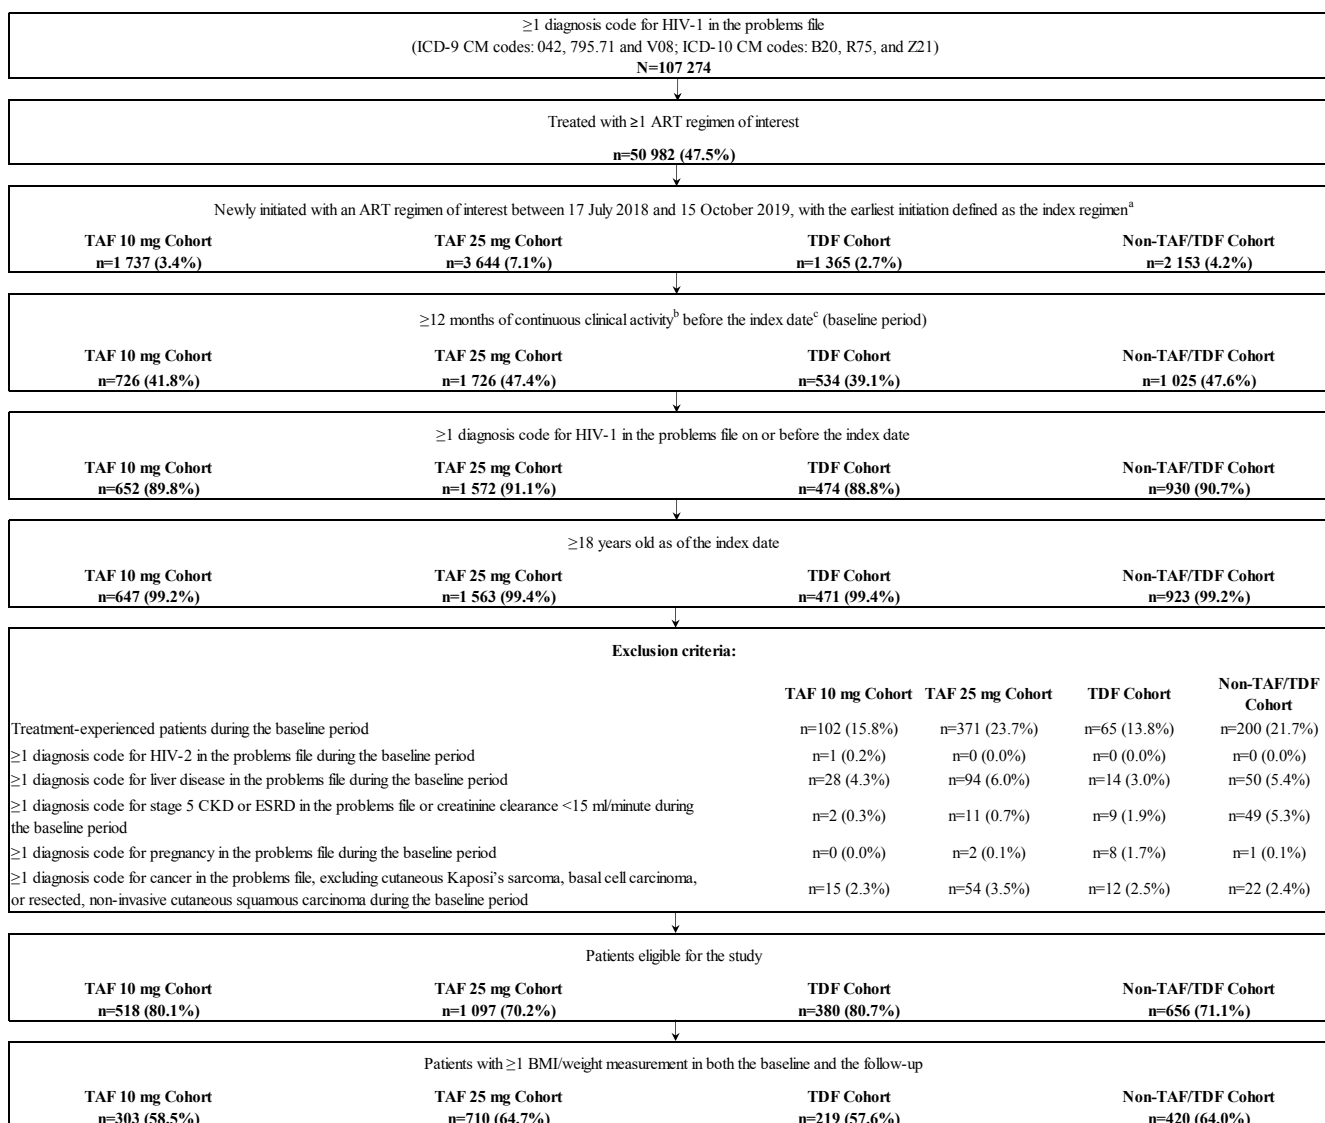 ≥1 diagnosis code for HIV-1 in the problems file
(ICD-9 CM codes: 042, 795.71 and V08; ICD-10 CM codes: B20, R75, and Z21)
N=107 274
Treated with ≥1 ART regimen of interest
n=50 982 (47.5%)
Newly initiated with an ART regimen of interest between 17 July 2018 and 15 October 2019, with the earliest initiation defined as the index regimenᵃ
TAF 10 mg Cohort TAF 25 mg Cohort TDF Cohort Non-TAF/TDF Cohort
n=1 737 (3.4%) n=3 644 (7.1%) n=1 365 (2.7%) n=2 153 (4.2%)
≥12 months of continuous clinical activityᵇ before the index dateᶜ (baseline period)
TAF 10 mg Cohort TAF 25 mg Cohort TDF Cohort Non-TAF/TDF Cohort
n=726 (41.8%) n=1 726 (47.4%) n=534 (39.1%) n=1 025 (47.6%)
≥1 diagnosis code for HIV-1 in the problems file on or before the index date
TAF 10 mg Cohort TAF 25 mg Cohort TDF Cohort Non-TAF/TDF Cohort
n=652 (89.8%) n=1 572 (91.1%) n=474 (88.8%) n=930 (90.7%)
≥18 years old as of the index date
TAF 10 mg Cohort TAF 25 mg Cohort TDF Cohort Non-TAF/TDF Cohort
n=647 (99.2%) n=1 563 (99.4%) n=471 (99.4%) n=923 (99.2%)
Exclusion criteria:
TAF 10 mg Cohort TAF 25 mg Cohort TDF Cohort Non-TAF/TDF
Cohort
Treatment-experienced patients during the baseline period n=102 (15.8%) n=371 (23.7%) n=65 (13.8%) n=200 (21.7%)
≥1 diagnosis code for HIV-2 in the problems file during the baseline period n=1 (0.2%) n=0 (0.0%) n=0 (0.0%) n=0 (0.0%)
≥1 diagnosis code for liver disease in the problems file during the baseline period n=28 (4.3%) n=94 (6.0%) n=14 (3.0%) n=50 (5.4%)
≥1 diagnosis code for stage 5 CKD or ESRD in the problems file or creatinine clearance <15 ml/minute during
the baseline period n=2 (0.3%) n=11 (0.7%) n=9 (1.9%) n=49 (5.3%)
≥1 diagnosis code for pregnancy in the problems file during the baseline period n=0 (0.0%) n=2 (0.1%) n=8 (1.7%) n=1 (0.1%)
≥1 diagnosis code for cancer in the problems file, excluding cutaneous Kaposi’s sarcoma, basal cell carcinoma,
or resected, non-invasive cutaneous squamous carcinoma during the baseline period n=15 (2.3%) n=54 (3.5%) n=12 (2.5%) n=22 (2.4%)
Patients eligible for the study
TAF 10 mg Cohort TAF 25 mg Cohort TDF Cohort Non-TAF/TDF Cohort
n=518 (80.1%) n=1 097 (70.2%) n=380 (80.7%) n=656 (71.1%)
Patients with ≥1 BMI/weight measurement in both the baseline and the follow-up
TAF 10 mg Cohort TAF 25 mg Cohort TDF Cohort Non-TAF/TDF Cohort
n=303 (58.5%) n=710 (64.7%) n=219 (57.6%) n=420 (64.0%)